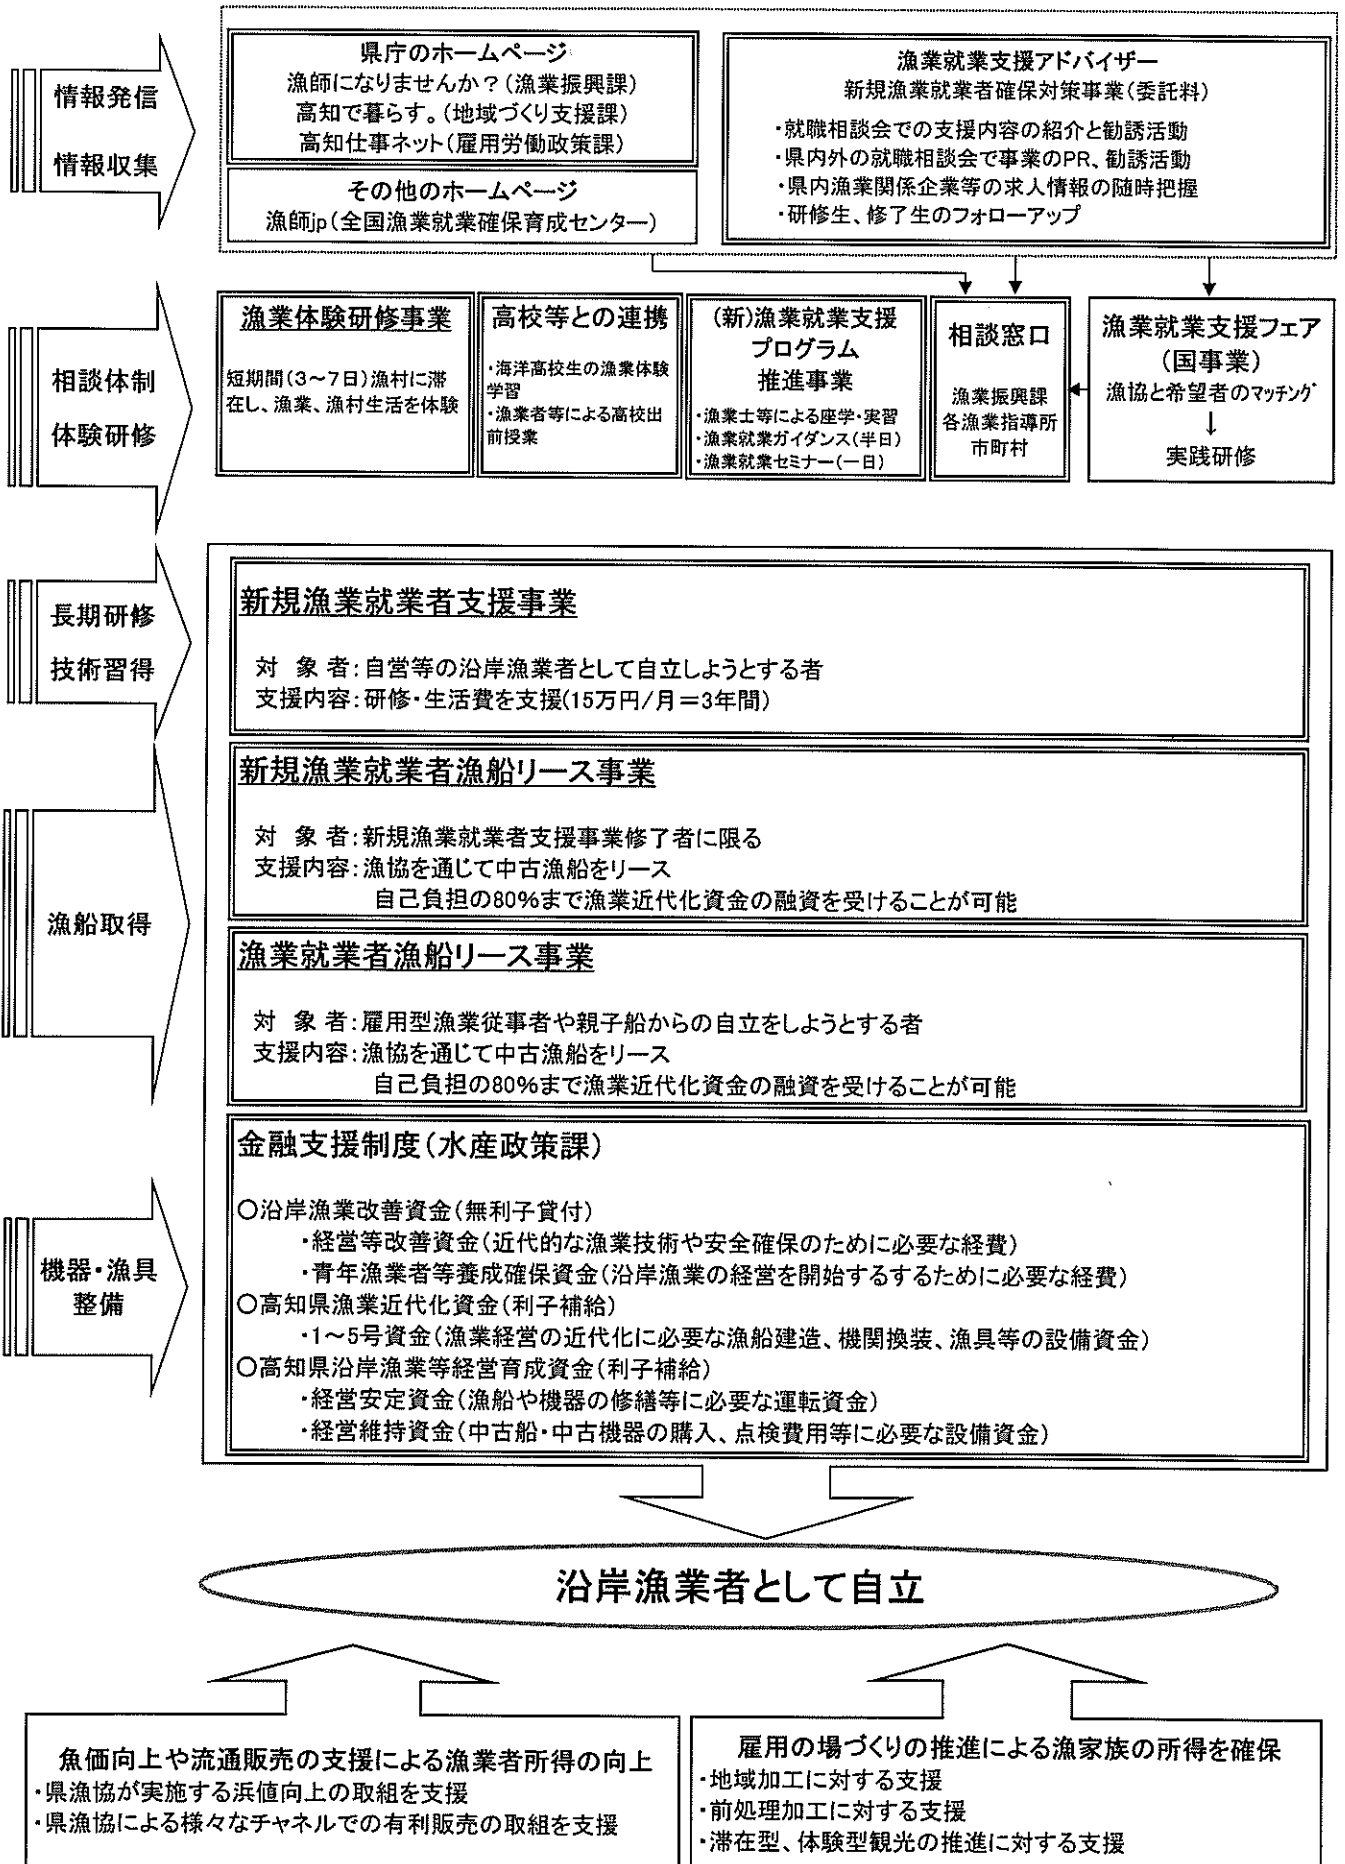 情報発信
情報収集
県庁のホームページ
漁師になりませんか？(漁業振興課)
高知で暮らす。(地域づくり支援課)
高知仕事ネット(雇用労働政策課)
その他のホームページ
漁師jp(全国漁業就業確保育成センター)
漁業就業支援アドバイザー
新規漁業就業者確保対策事業(委託料)
・就職相談会での支援内容の紹介と勧誘活動
・県内外の就職相談会で事業のPR、勧誘活動
・県内漁業関係企業等の求人情報の随時把握
・研修生、修了生のフォローアップ
相談体制
体験研修
漁業体験研修事業
短期間(3～7日)漁村に滞
在し、漁業、漁村生活を体験
高校等との連携
・海洋高校生の漁業体験
学習
・漁業者等による高校出
前授業
(新)漁業就業支援
プログラム
推進事業
・漁業士等による座学・実習
・漁業就業ガイダンス(半日)
・漁業就業セミナー(一日)
相談窓口
漁業振興課
各漁業指導所
市町村
漁業就業支援フェア
(国事業)
漁協と希望者のマッチング
↓
実践研修
長期研修
技術習得
新規漁業就業者支援事業
対　象　者：自営等の沿岸漁業者として自立しようとする者
支援内容：研修・生活費を支援(15万円/月＝3年間)
漁船取得
新規漁業就業者漁船リース事業
対　象　者：新規漁業就業者支援事業修了者に限る
支援内容：漁協を通じて中古漁船をリース
自己負担の80％まで漁業近代化資金の融資を受けることが可能
漁業就業者漁船リース事業
対　象　者：雇用型漁業従事者や親子船からの自立をしようとする者
支援内容：漁協を通じて中古漁船をリース
自己負担の80％まで漁業近代化資金の融資を受けることが可能
機器・漁具
整備
金融支援制度(水産政策課)
○沿岸漁業改善資金(無利子貸付)
・経営等改善資金(近代的な漁業技術や安全確保のために必要な経費)
・青年漁業者等養成確保資金(沿岸漁業の経営を開始するするために必要な経費)
○高知県漁業近代化資金(利子補給)
・1～5号資金(漁業経営の近代化に必要な漁船建造、機関換装、漁具等の設備資金)
○高知県沿岸漁業等経営育成資金(利子補給)
・経営安定資金(漁船や機器の修繕等に必要な運転資金)
・経営維持資金(中古船・中古機器の購入、点検費用等に必要な設備資金)
沿岸漁業者として自立
魚価向上や流通販売の支援による漁業者所得の向上
・県漁協が実施する浜値向上の取組を支援
・県漁協による様々なチャネルでの有利販売の取組を支援
雇用の場づくりの推進による漁家族の所得を確保
・地域加工に対する支援
・前処理加工に対する支援
・滞在型、体験型観光の推進に対する支援